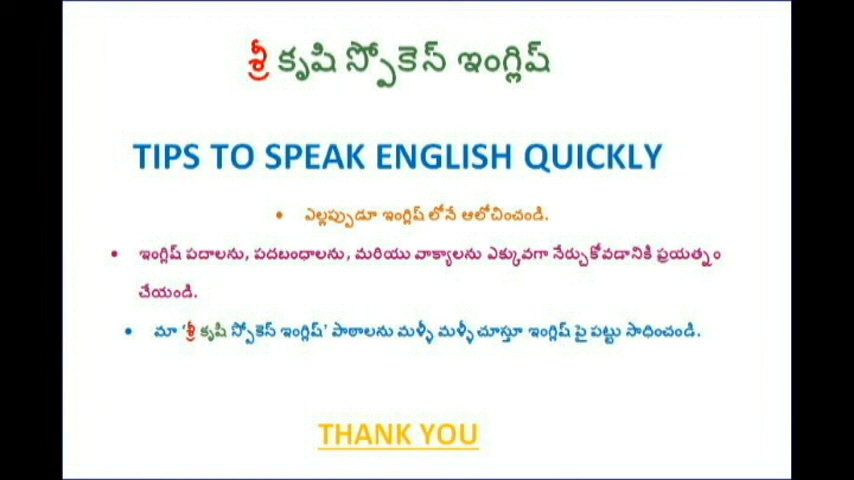 శ్రీ కృషి స్పోకెన్ ఇంగ్లిష్
TIPS TO SPEAK ENGLISH QUICKLY
• ఎల్లప్పుడూ ఇంగ్లిష్ లోనే ఆలోచించండి.
• ఇంగ్లిష్ పదాలను, పదబంధాలను, మరియు వాక్యాలను ఎక్కువగా నేర్చుకోవడానికి ప్రయత్నం
చేయండి.
• మా ‘శ్రీ కృషి స్పోకెన్ ఇంగ్లిష్’ పాఠాలను మళ్ళీ మళ్ళీ చూస్తూ ఇంగ్లిష్ పై పట్టు సాధించండి.
THANK YOU